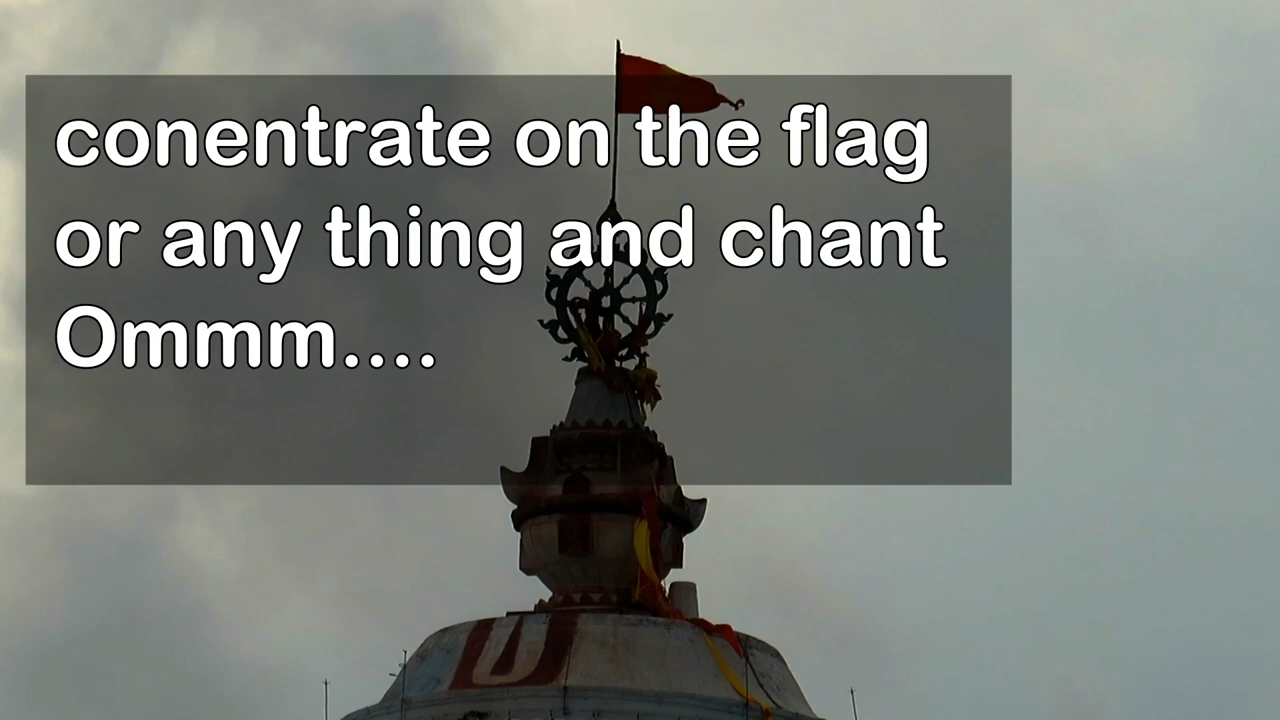 conentrate on the flag
or any thing and chant
Ommm....